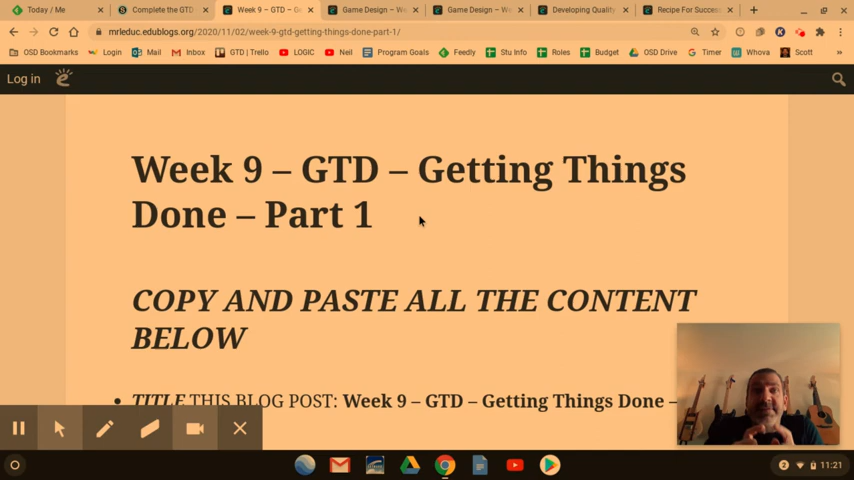 Today / Me
Complete the GTD
Week 9 – GTD – Ge
Game Design – We
Game Design – We
Developing Quality
Recipe For Success
mrleduc.edublogs.org/2020/11/02/week-9-gtd-getting-things-done-part-1/
OSD Bookmarks Login Mail Inbox GTD | Trello LOGIC Neil Program Goals Feedly Stu Info Roles Budget OSD Drive Timer Whova Scott
Log in
Week 9 – GTD – Getting Things
Done – Part 1
COPY AND PASTE ALL THE CONTENT
BELOW
TITLE THIS BLOG POST: Week 9 – GTD – Getting Things Done –
2 11:21